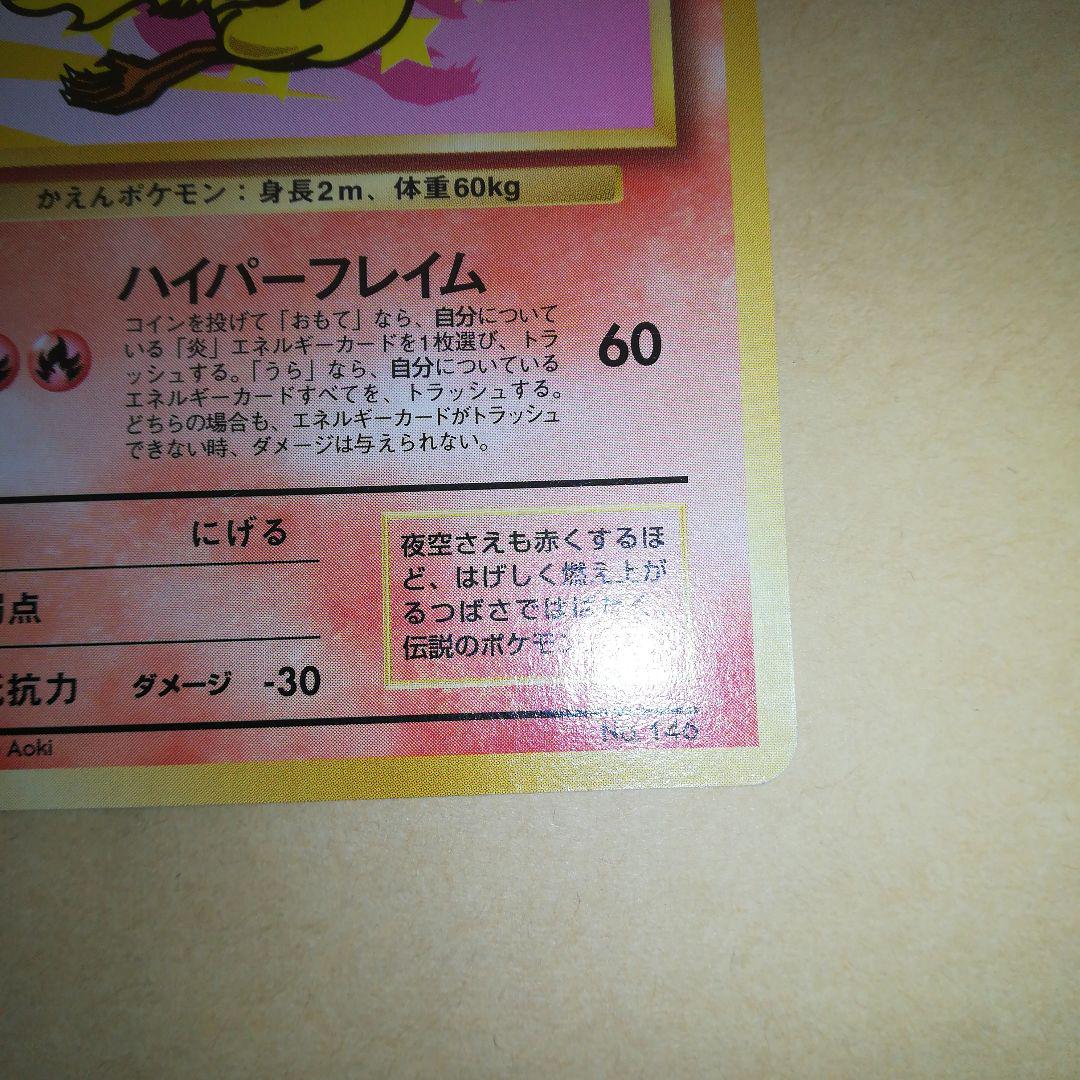 かえんポケモン：身長2m、体重60kg
ハイパーフレイム
コインを投げて「おもて」なら、自分について
いる「炎」エネルギーカードを1枚選び、トラ
ッシュする。「うら」なら、自分についている
エネルギーカードすべてを、トラッシュする。
どちらの場合も、エネルギーカードがトラッシュ
できない時、ダメージは与えられない。
60
にげる
弱点
抵抗力 ダメージ -30
夜空さえも赤くするほ
ど、はげしく燃え上が
るつばさではばたく、
伝説のポケモン
No.146
Aoki